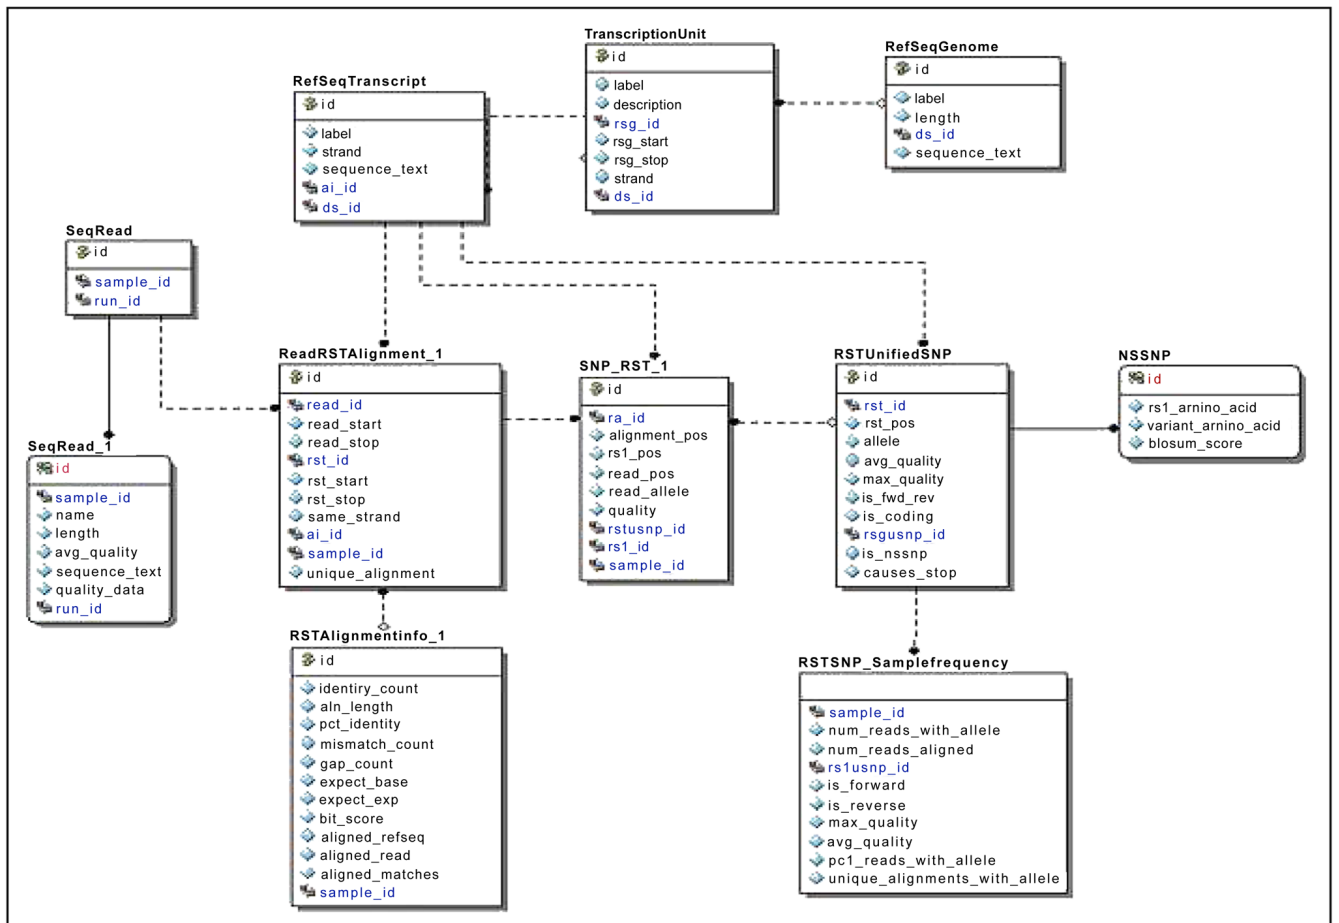 TranscriptionUnit
id
label
description
rsg_id
rsg_start
rsg_stop
strand
ds_id
RefSeqGenome
id
label
length
ds_id
sequence_text
RefSeqTranscript
id
label
strand
sequence_text
ai_id
ds_id
SeqRead
id
sample_id
run_id
SeqRead_1
id
sample_id
name
length
avg_quality
sequence_text
quality_data
run_id
ReadRSTAlignment_1
id
read_id
read_start
read_stop
rst_id
rst_start
rst_stop
same_strand
ai_id
sample_id
unique_alignment
SNP_RST_1
id
ra_id
alignment_pos
rs1_pos
read_pos
read_allele
quality
rstusnp_id
rs1_id
sample_id
RSTUnifiedSNP
id
rst_id
rst_pos
allele
avg_quality
max_quality
is_fwd_rev
is_coding
rsgusnp_id
is_nssnp
causes_stop
NSSNP
id
rs1_arnino_acid
variant_arnino_acid
blosum_score
RSTAlignmentinfo_1
id
identiry_count
aln_length
pct_identity
mismatch_count
gap_count
expect_base
expect_exp
bit_score
aligned_refseq
aligned_read
aligned_matches
sample_id
RSTSNP_Samplefrequency
sample_id
num_reads_with_allele
num_reads_aligned
rs1usnp_id
is_forward
is_reverse
max_quality
avg_quality
pc1_reads_with_allele
unique_alignments_with_allele